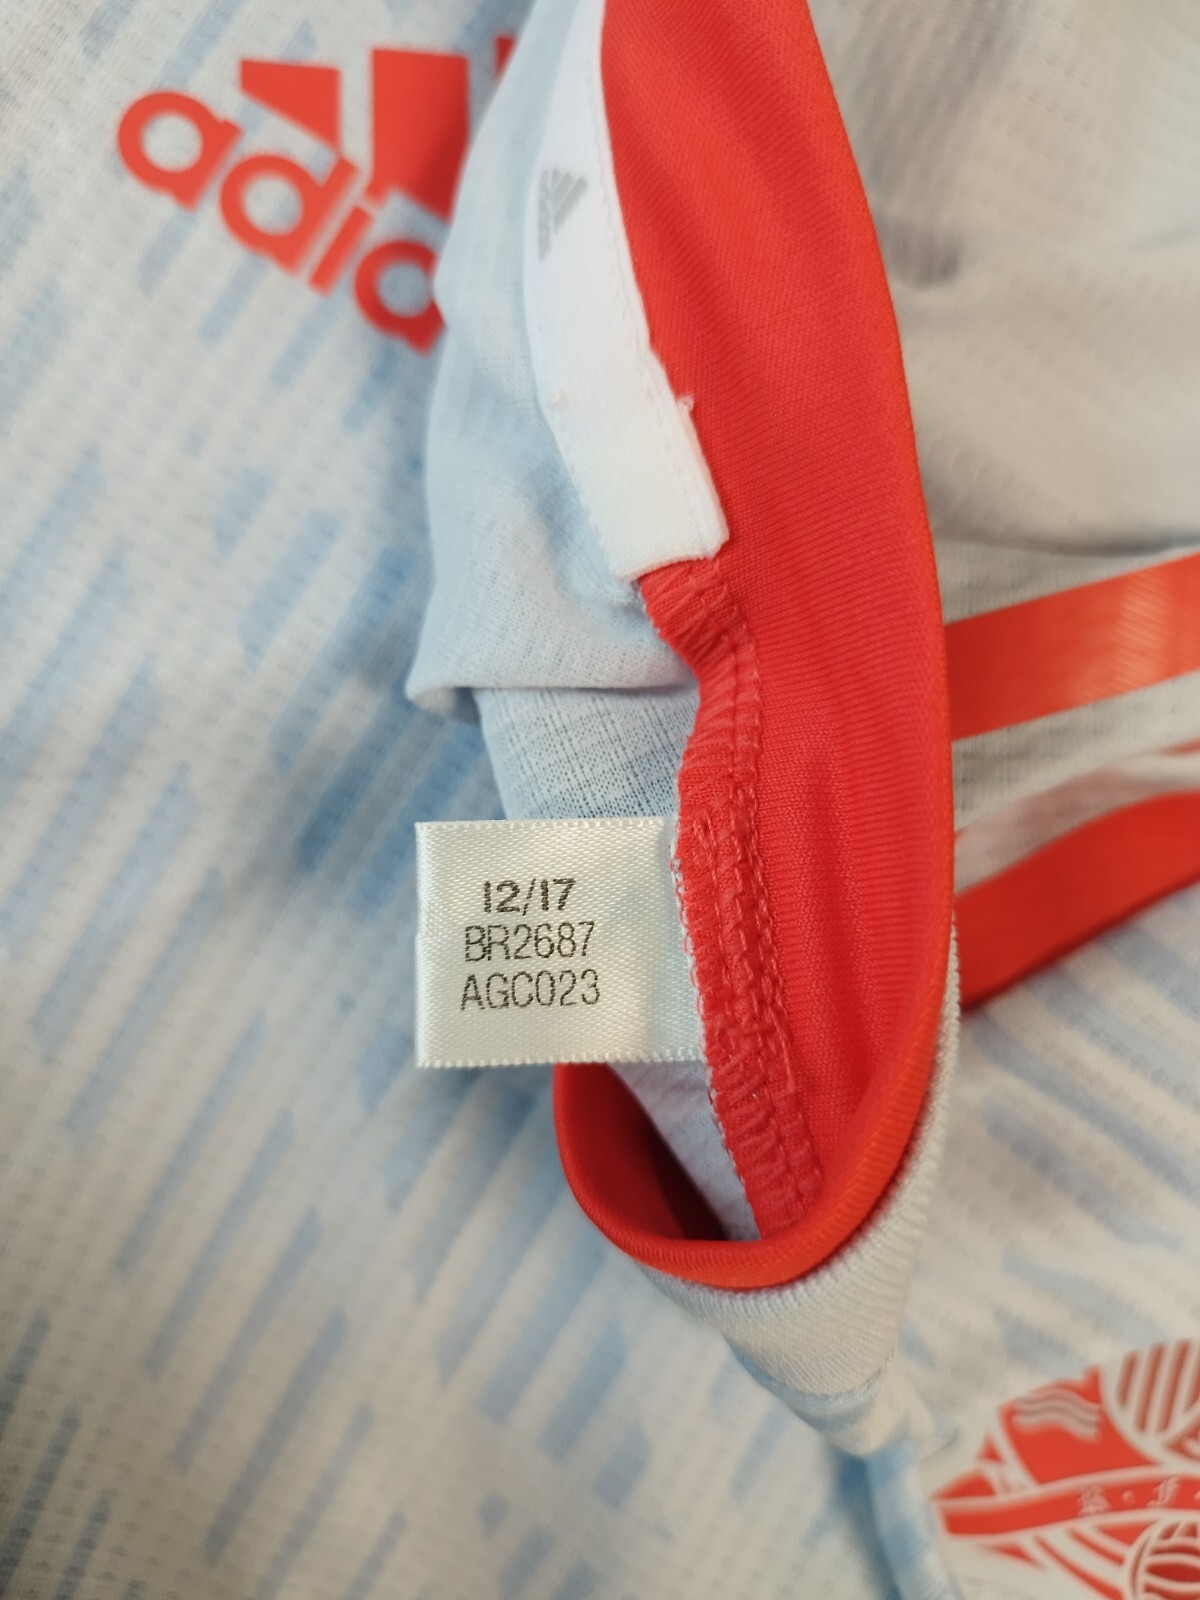 adid
12/17
BR2687
AGC023
R · F ·